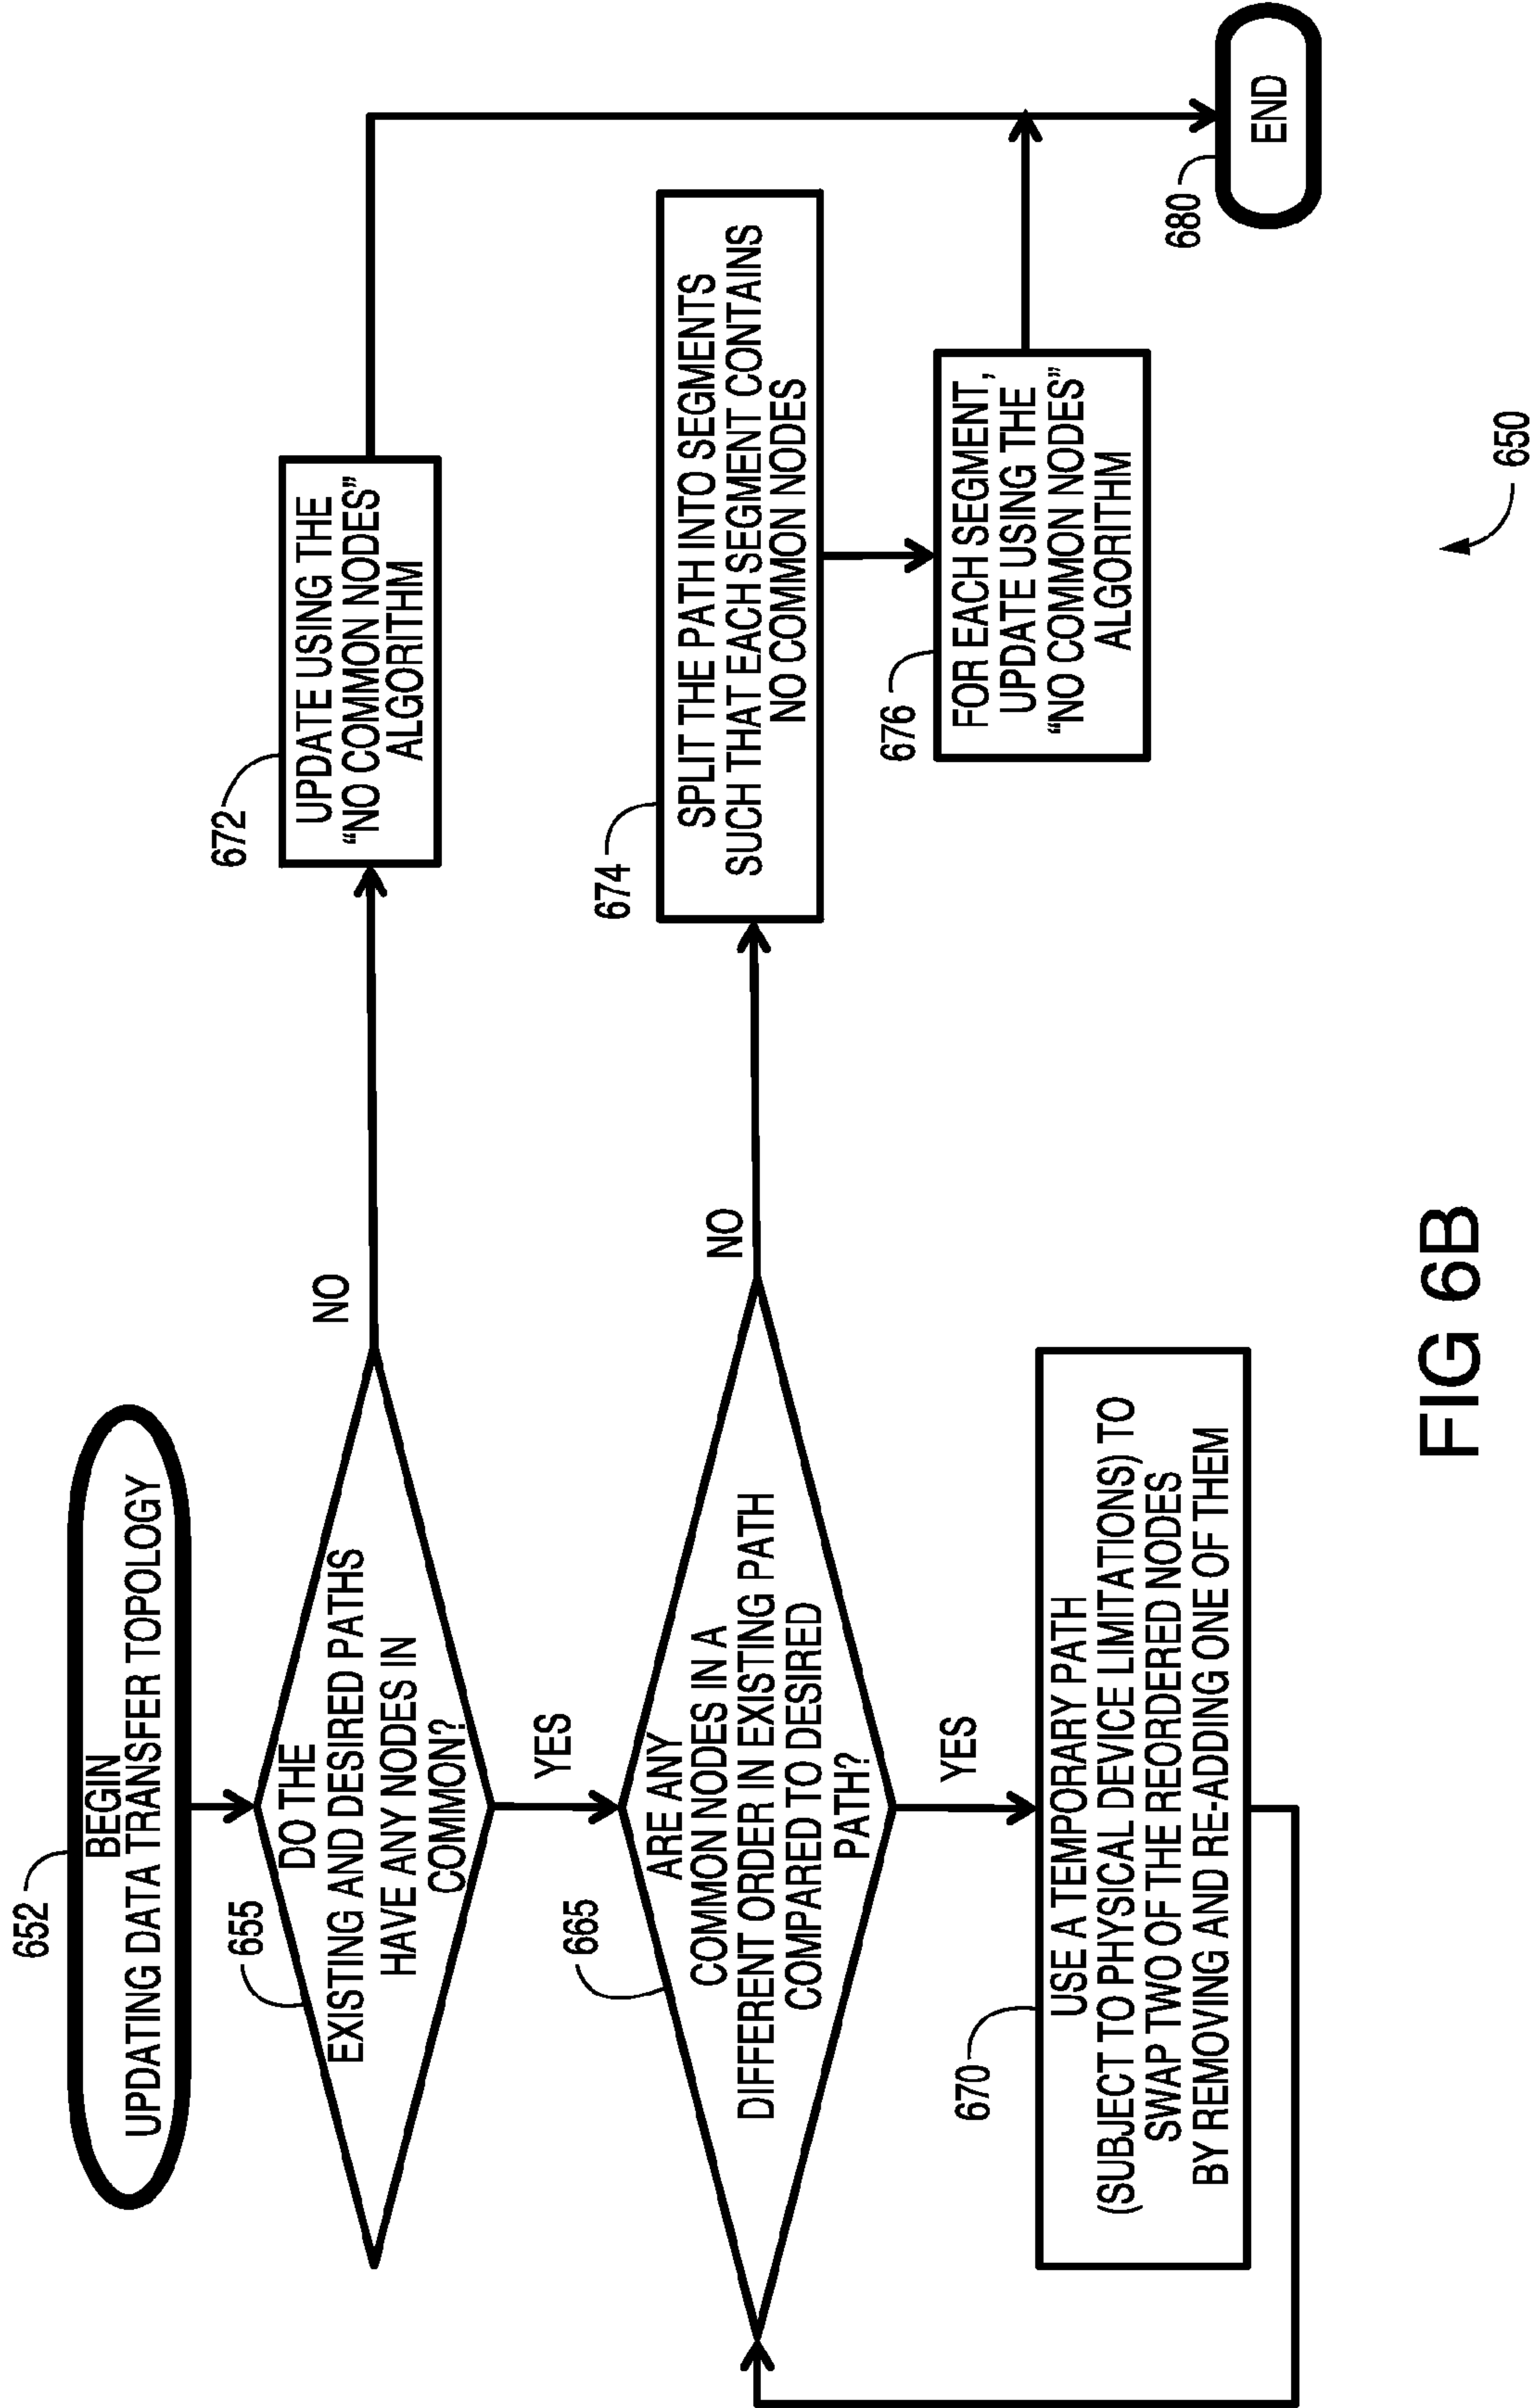 652
BEGIN
UPDATING DATA TRANSFER TOPOLOGY
655
DO THE
EXISTING AND DESIRED PATHS
HAVE ANY NODES IN
COMMON?
NO
672
UPDATE USING THE
“NO COMMON NODES”
ALGORITHM
YES
665
ARE ANY
COMMON NODES IN A
DIFFERENT ORDER IN EXISTING PATH
COMPARED TO DESIRED
PATH?
NO
674
SPLIT THE PATH INTO SEGMENTS
SUCH THAT EACH SEGMENT CONTAINS
NO COMMON NODES
YES
670
USE A TEMPORARY PATH
(SUBJECT TO PHYSICAL DEVICE LIMITATIONS) TO
SWAP TWO OF THE REORDERED NODES
BY REMOVING AND RE-ADDING ONE OF THEM
676
FOR EACH SEGMENT,
UPDATE USING THE
“NO COMMON NODES”
ALGORITHM
680
END
650
FIG 6B